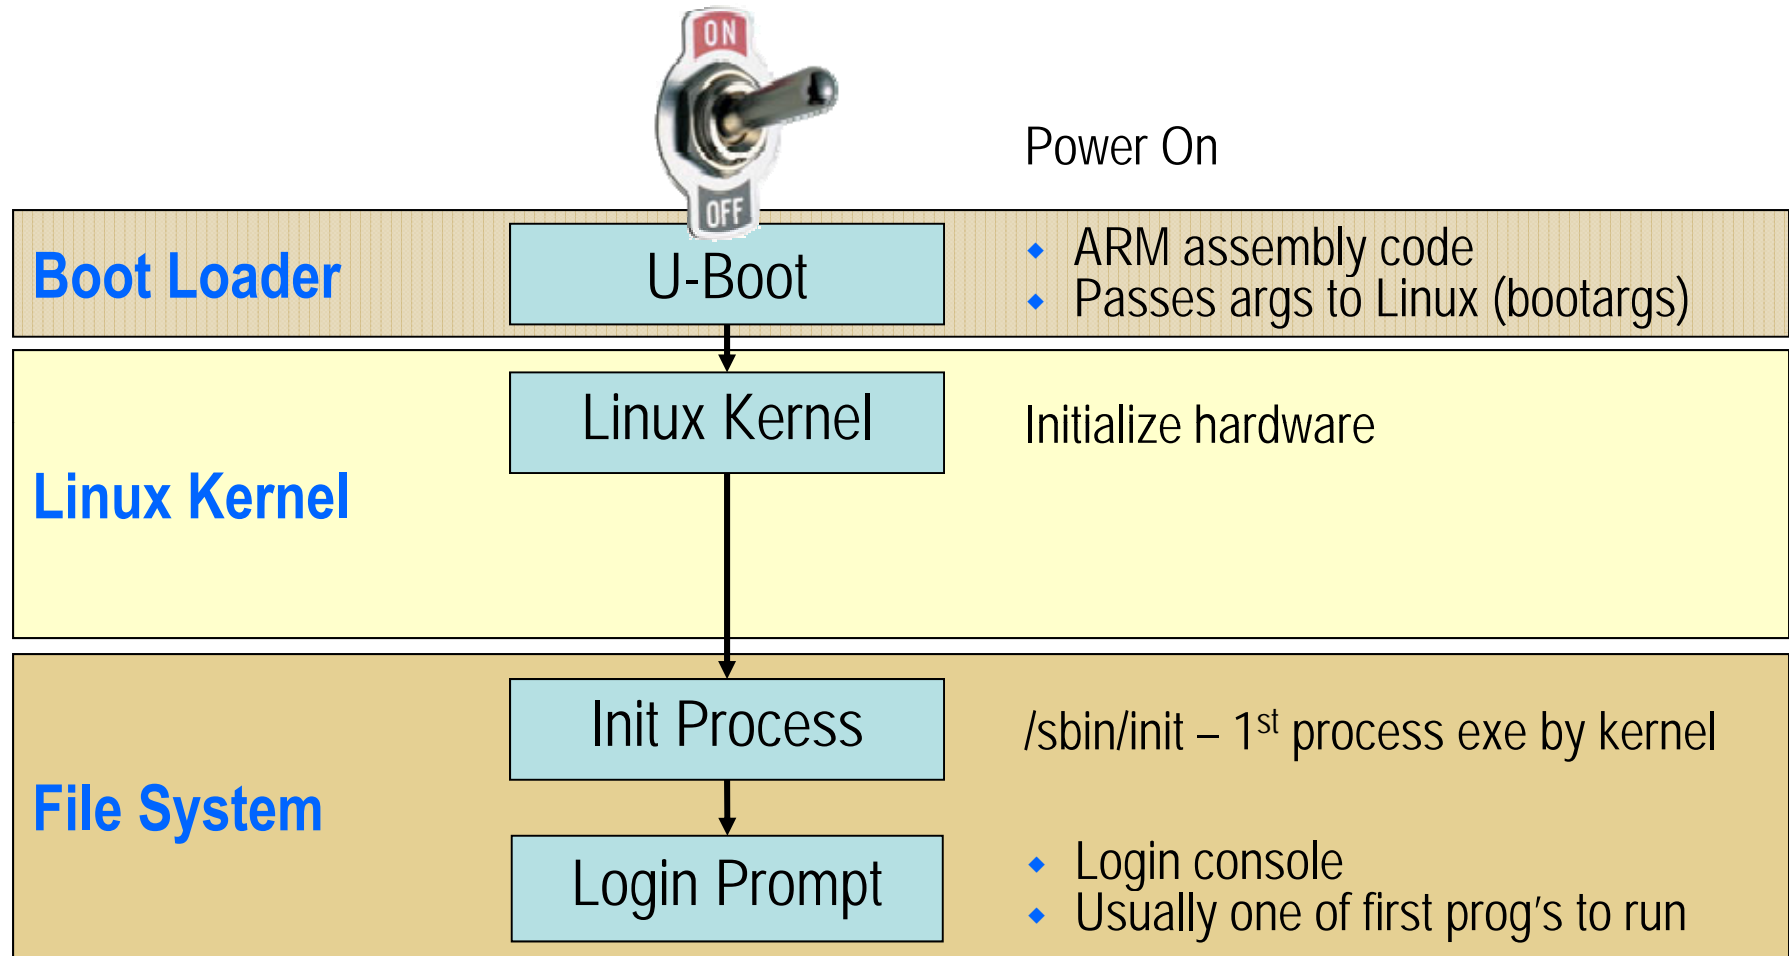 ON
OFF
Power On
Boot Loader
U-Boot
ARM assembly code
Passes args to Linux (bootargs)
Linux Kernel
Linux Kernel
Initialize hardware
File System
Init Process
/sbin/init – 1st process exe by kernel
Login Prompt
Login console
Usually one of first prog's to run